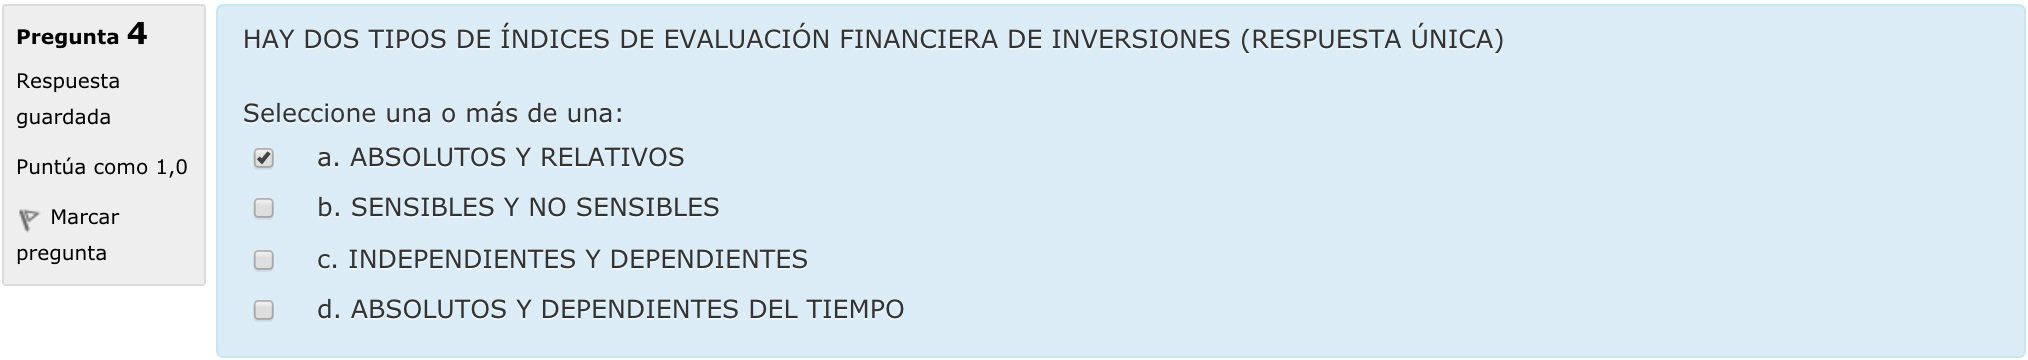 Pregunta 4
Respuesta
guardada
Puntúa como 1,0
Marcar
pregunta
HAY DOS TIPOS DE ÍNDICES DE EVALUACIÓN FINANCIERA DE INVERSIONES (RESPUESTA ÚNICA)
Seleccione una o más de una:
a. ABSOLUTOS Y RELATIVOS
b. SENSIBLES Y NO SENSIBLES
c. INDEPENDIENTES Y DEPENDIENTES
d. ABSOLUTOS Y DEPENDIENTES DEL TIEMPO